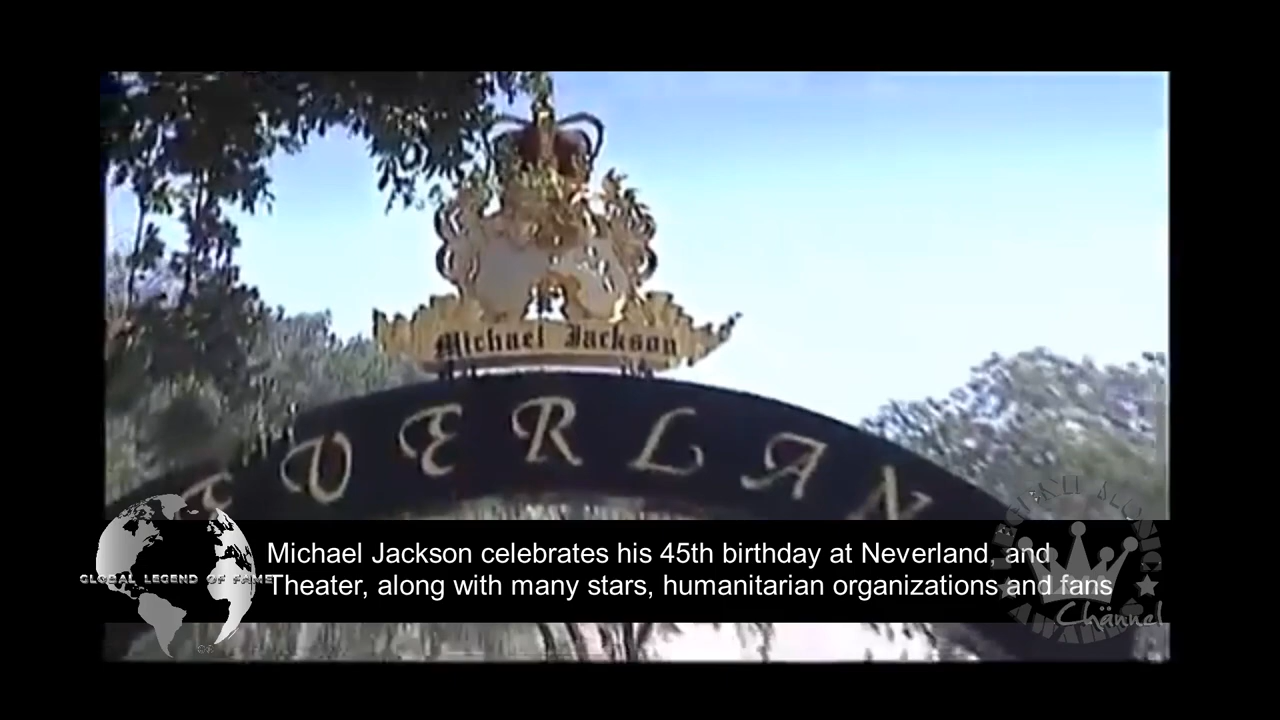 Michael Jackson
EVERLAN
Michael Jackson celebrates his 45th birthday at Neverland, and
Theater, along with many stars, humanitarian organizations and fans
GLOBAL LEGEND OF FAME
Channel